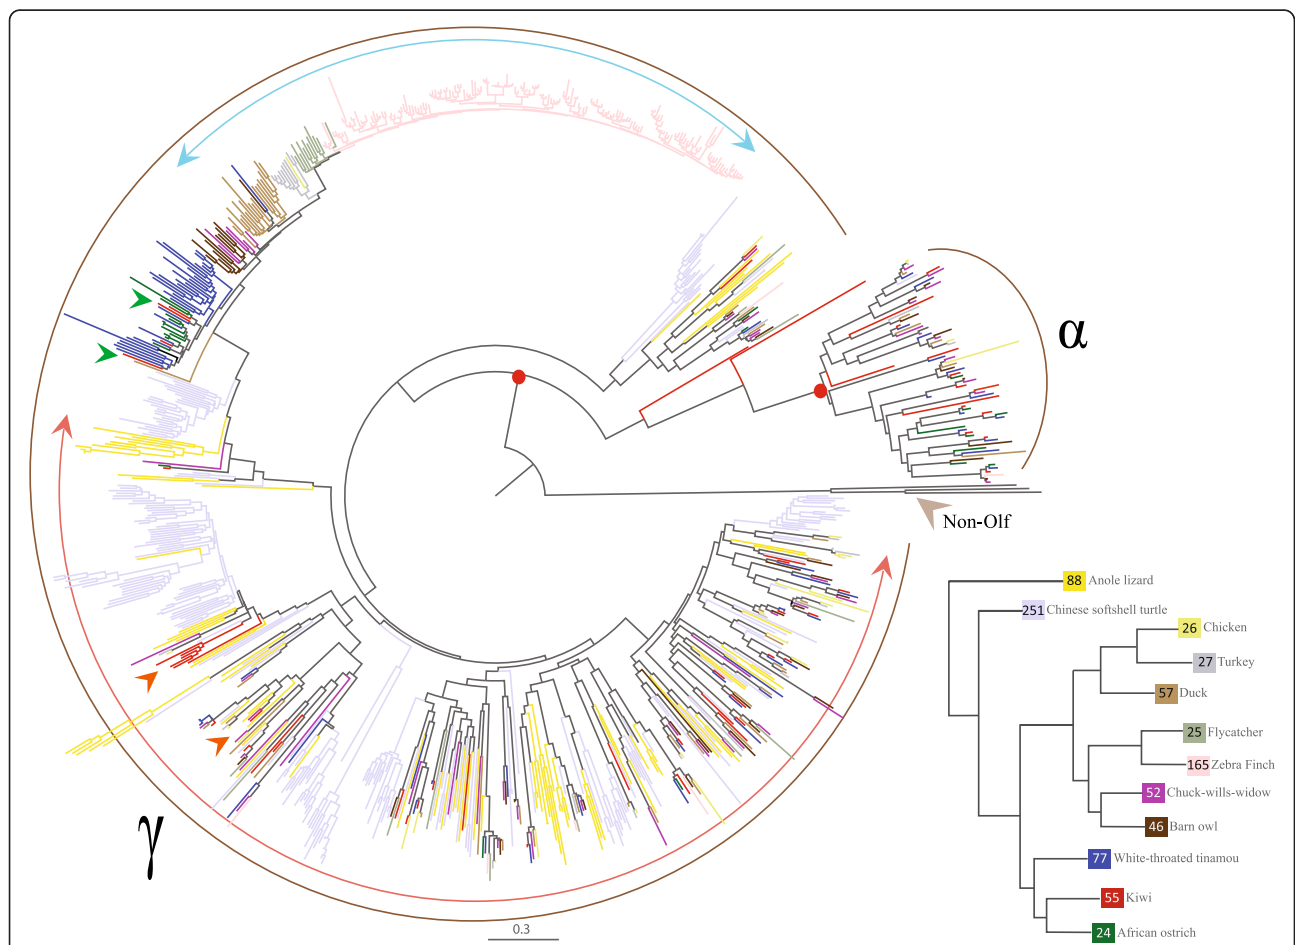 α
Non-Olf
88 Anole lizard
251 Chinese softshell turtle
26 Chicken
27 Turkey
57 Duck
25 Flycatcher
165 Zebra Finch
52 Chuck-wills-widow
46 Barn owl
77 White-throated tinamou
55 Kiwi
24 African ostrich
γ
0.3